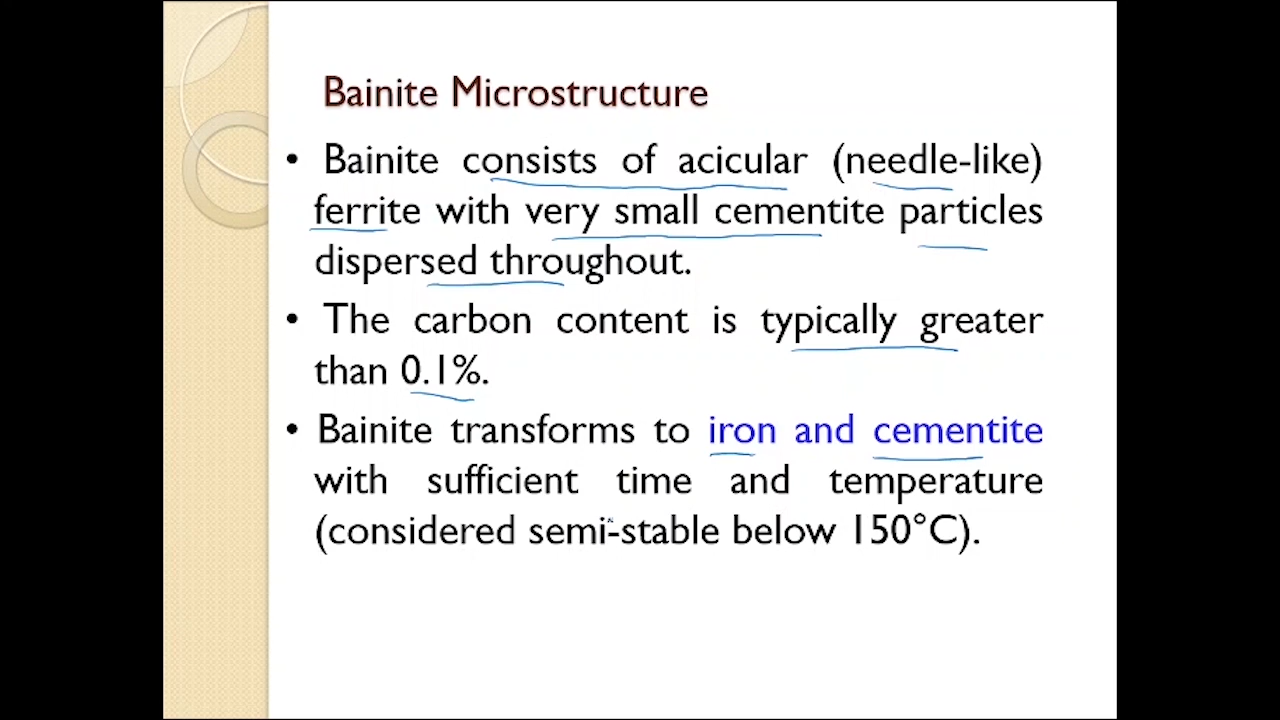 Bainite Microstructure
• Bainite consists of acicular (needle-like)
ferrite with very small cementite particles
dispersed throughout.
• The carbon content is typically greater
than 0.1%.
• Bainite transforms to iron and cementite
with sufficient time and temperature
(considered semi-stable below 150°C).